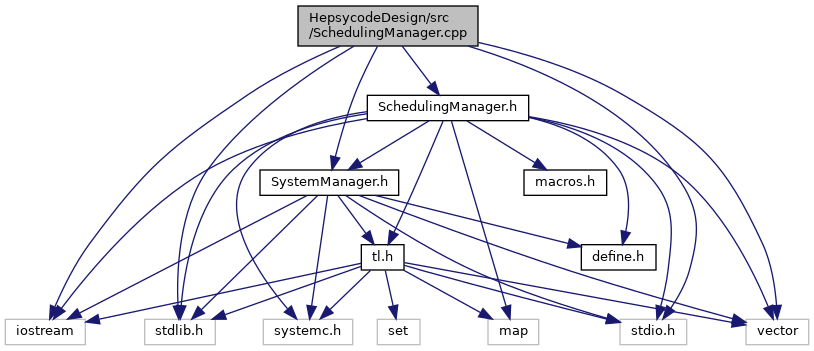 HepsycodeDesign/src
/SchedulingManager.cpp
SchedulingManager.h
SystemManager.h
macros.h
tl.h
define.h
iostream
stdlib.h
systemc.h
set
map
stdio.h
vector